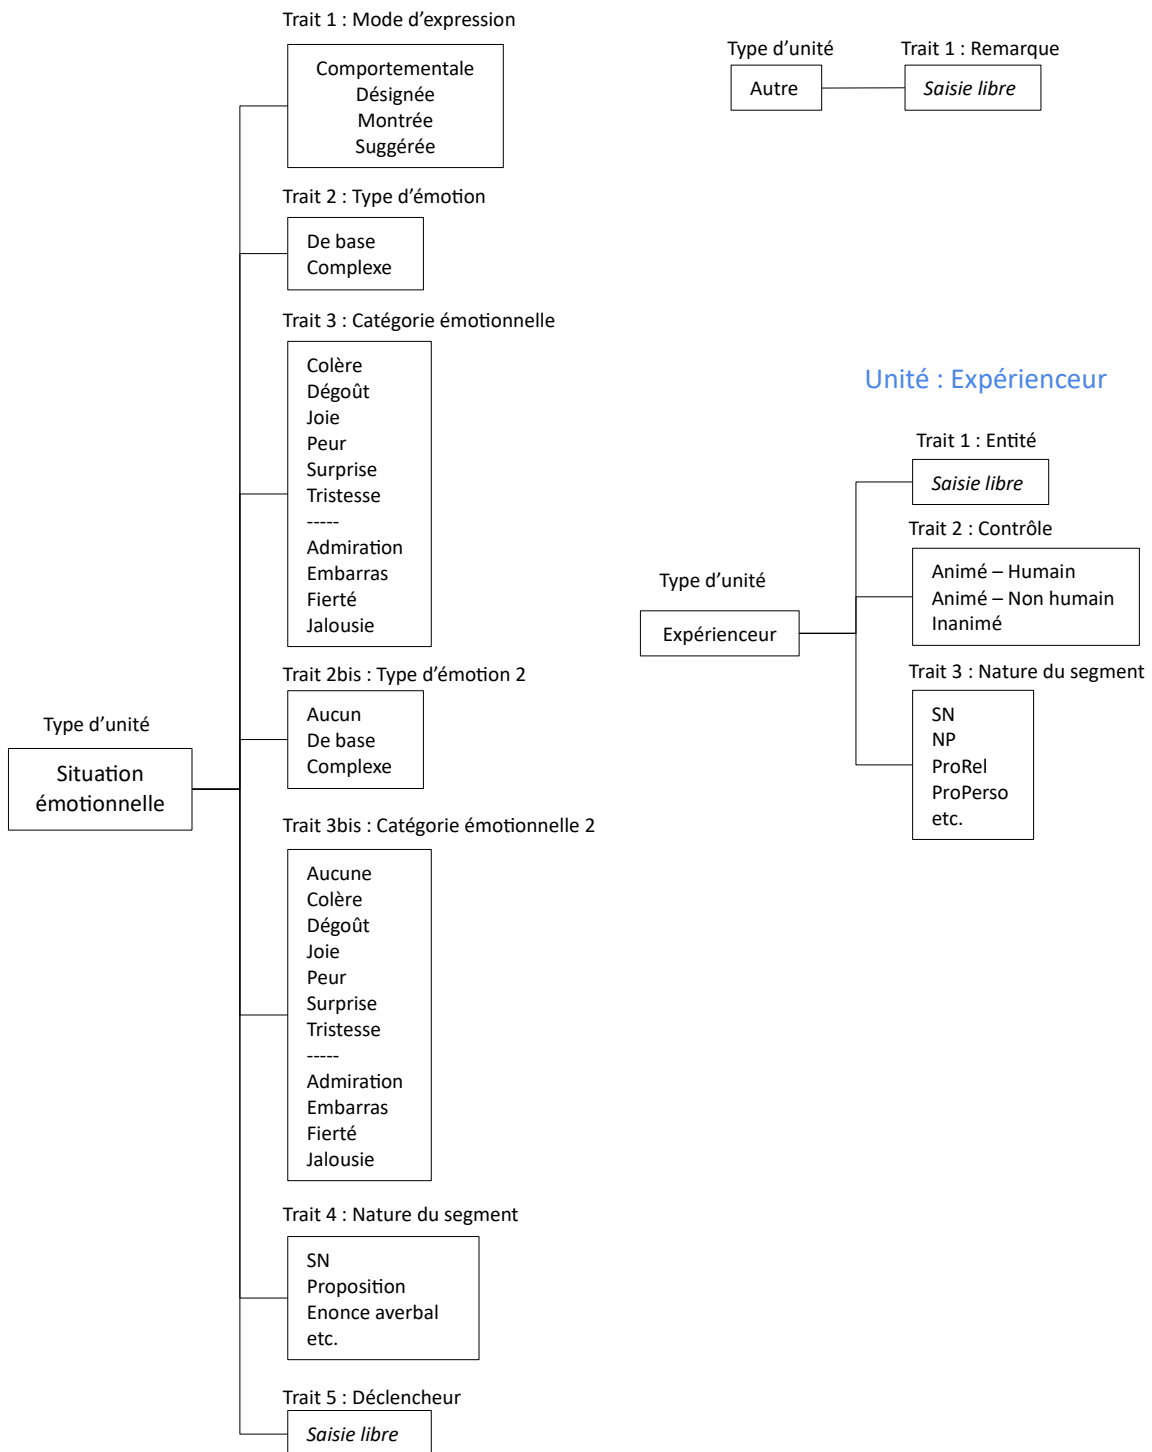 Trait 1 : Mode d'expression
Comportementale
Désignée
Montrée
Suggérée
Trait 2 : Type d'émotion
De base
Complexe
Trait 3 : Catégorie émotionnelle
Colère
Dégoût
Joie
Peur
Surprise
Tristesse
-----
Admiration
Embarras
Fierté
Jalousie
Trait 2bis : Type d'émotion 2
Aucun
De base
Complexe
Type d'unité
Situation
émotionnelle
Trait 3bis : Catégorie émotionnelle 2
Aucune
Colère
Dégoût
Joie
Peur
Surprise
Tristesse
-----
Admiration
Embarras
Fierté
Jalousie
Trait 4 : Nature du segment
SN
Proposition
Enonce averbal
etc.
Trait 5 : Déclencheur
Saisie libre
Type d'unité
Autre
Trait 1 : Remarque
Saisie libre
Unité : Expérienceur
Type d'unité
Expérienceur
Trait 1 : Entité
Saisie libre
Trait 2 : Contrôle
Animé – Humain
Animé – Non humain
Inanimé
Trait 3 : Nature du segment
SN
NP
ProRel
ProPerso
etc.